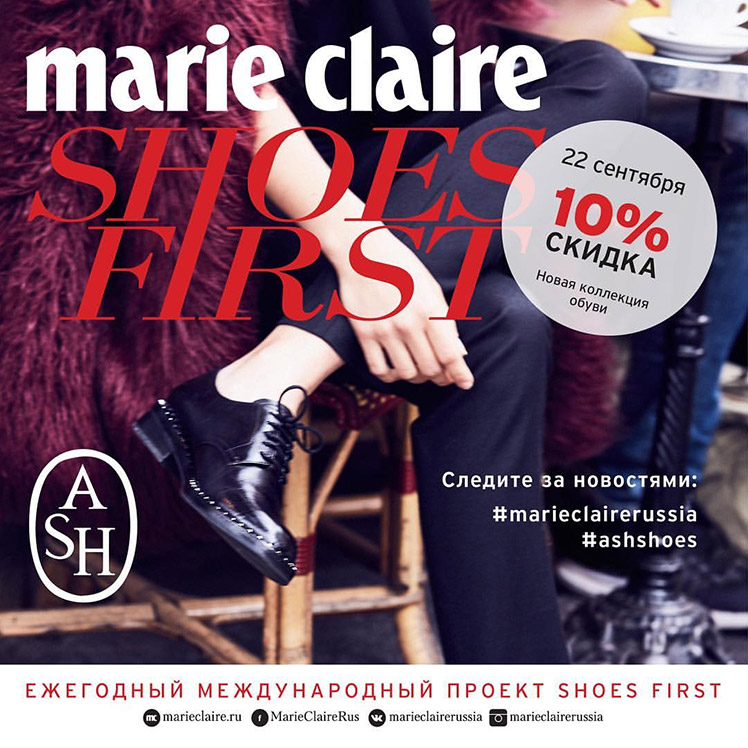 marie claire
SHOES
FIRST
22 сентября
10%
СКИДКА
Новая коллекция
обуви
A
SH
Следите за новостями:
#marieclairerussia
#ashshoes
ЕЖЕГОДНЫЙ МЕЖДУНАРОДНЫЙ ПРОЕКТ SHOES FIRST
mc marieclaire.ru f MarieClaireRus marieclairerussia marieclairerussia